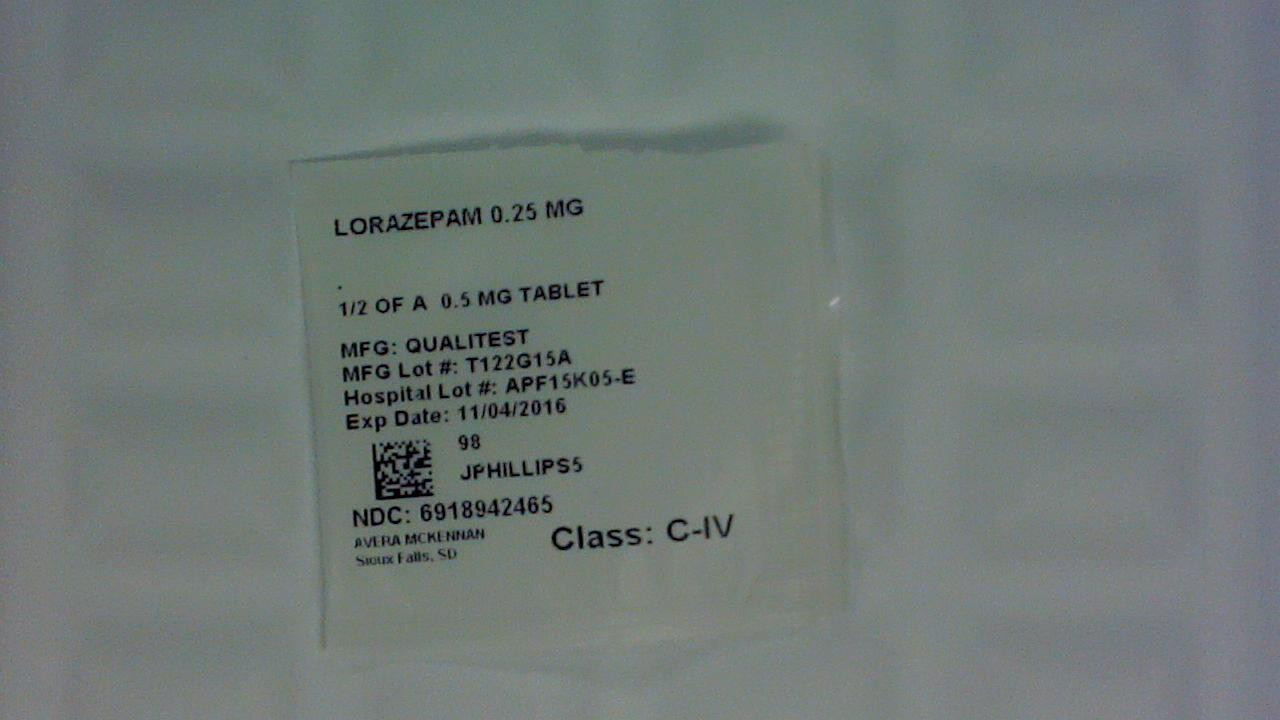 LORAZEPAM 0.25 MG
.
1/2 OF A 0.5 MG TABLET
MFG: QUALITEST
MFG Lot #: T122G15A
Hospital Lot #: APF15K05-E
Exp Date: 11/04/2016
98
JPHILLIPS5
NDC: 6918942465
AVERA MCKENNAN
Sioux Falls, SD
Class: C-IV